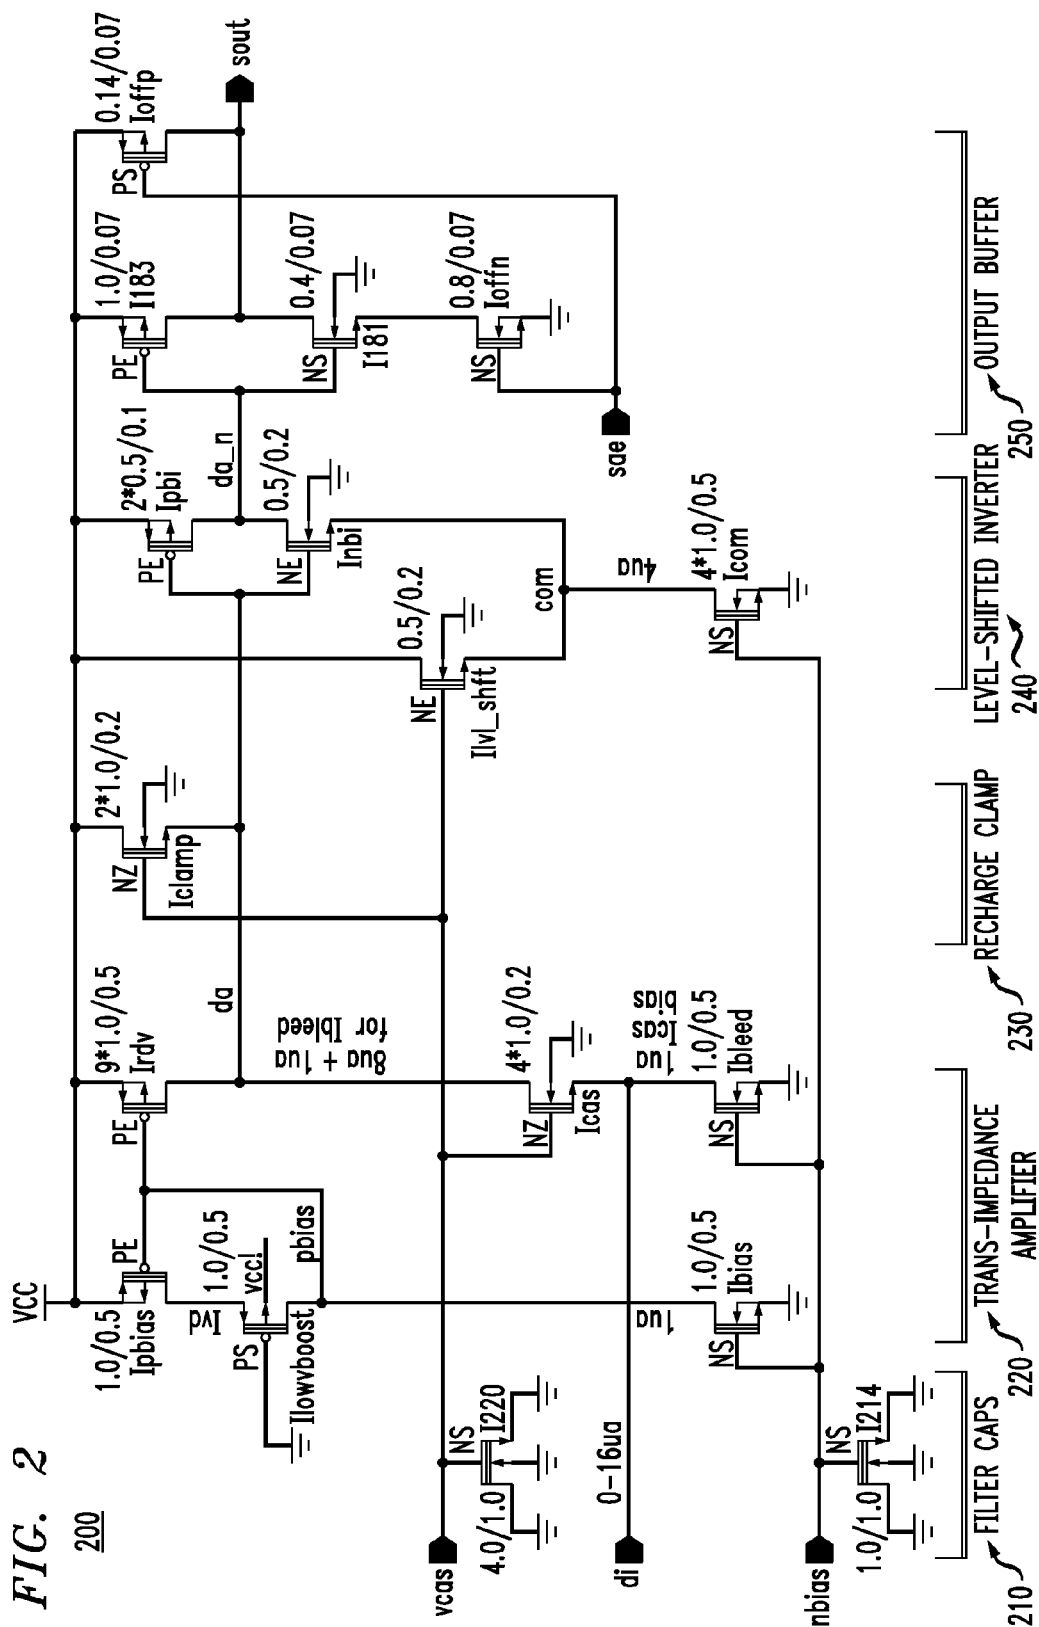 FIG. 2
200
VCC
1.0/0.5
Ipbias
PE
Ivd
1.0/0.5
vcc!
PS
Ilowvboost
pbias
PE
9*1.0/0.5
Irdv
da
8ua + 1ua
for Ibleed
NZ
4*1.0/0.2
Icas
1ua
Icas
bias
NS
1.0/0.5
Ibleed
1ua
NS
1.0/0.5
Ibias
vcas
NS
I220
4.0/1.0
di
0-16ua
nbias
NS
I214
1.0/1.0
NZ
2*1.0/0.2
Iclamp
NE
0.5/0.2
Ilvl_shft
PE
2*0.5/0.1
Ipbi
da_n
NE
0.5/0.2
Inbi
com
4ua
NS
4*1.0/0.5
Icom
PE
1.0/0.07
I183
NS
0.4/0.07
I181
NS
0.8/0.07
Ioffn
sae
PS
0.14/0.07
Ioffp
sout
FILTER CAPS
210
TRANS-IMPEDANCE
AMPLIFIER
220
RECHARGE CLAMP
230
LEVEL-SHIFTED INVERTER
240
OUTPUT BUFFER
250